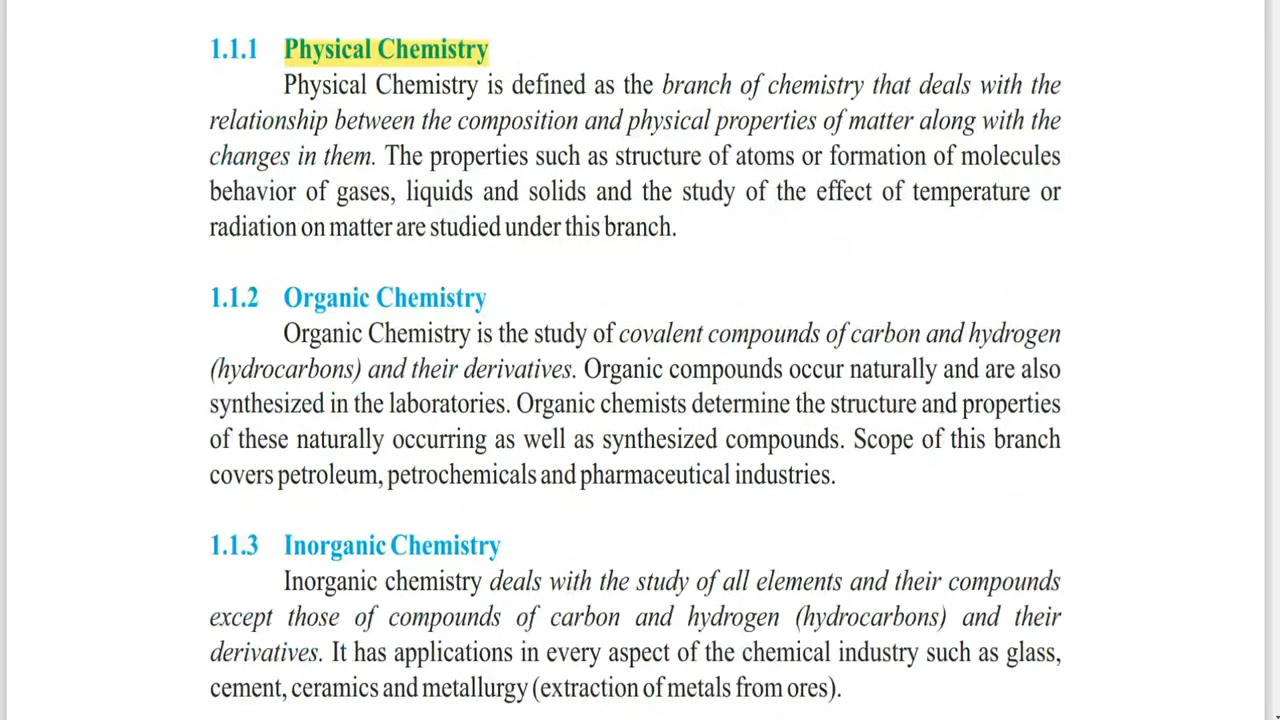 1.1.1 Physical Chemistry
Physical Chemistry is defined as the branch of chemistry that deals with the
relationship between the composition and physical properties of matter along with the
changes in them. The properties such as structure of atoms or formation of molecules
behavior of gases, liquids and solids and the study of the effect of temperature or
radiation on matter are studied under this branch.
1.1.2 Organic Chemistry
Organic Chemistry is the study of covalent compounds of carbon and hydrogen
(hydrocarbons) and their derivatives. Organic compounds occur naturally and are also
synthesized in the laboratories. Organic chemists determine the structure and properties
of these naturally occurring as well as synthesized compounds. Scope of this branch
covers petroleum, petrochemicals and pharmaceutical industries.
1.1.3 Inorganic Chemistry
Inorganic chemistry deals with the study of all elements and their compounds
except those of compounds of carbon and hydrogen (hydrocarbons) and their
derivatives. It has applications in every aspect of the chemical industry such as glass,
cement, ceramics and metallurgy (extraction of metals from ores).